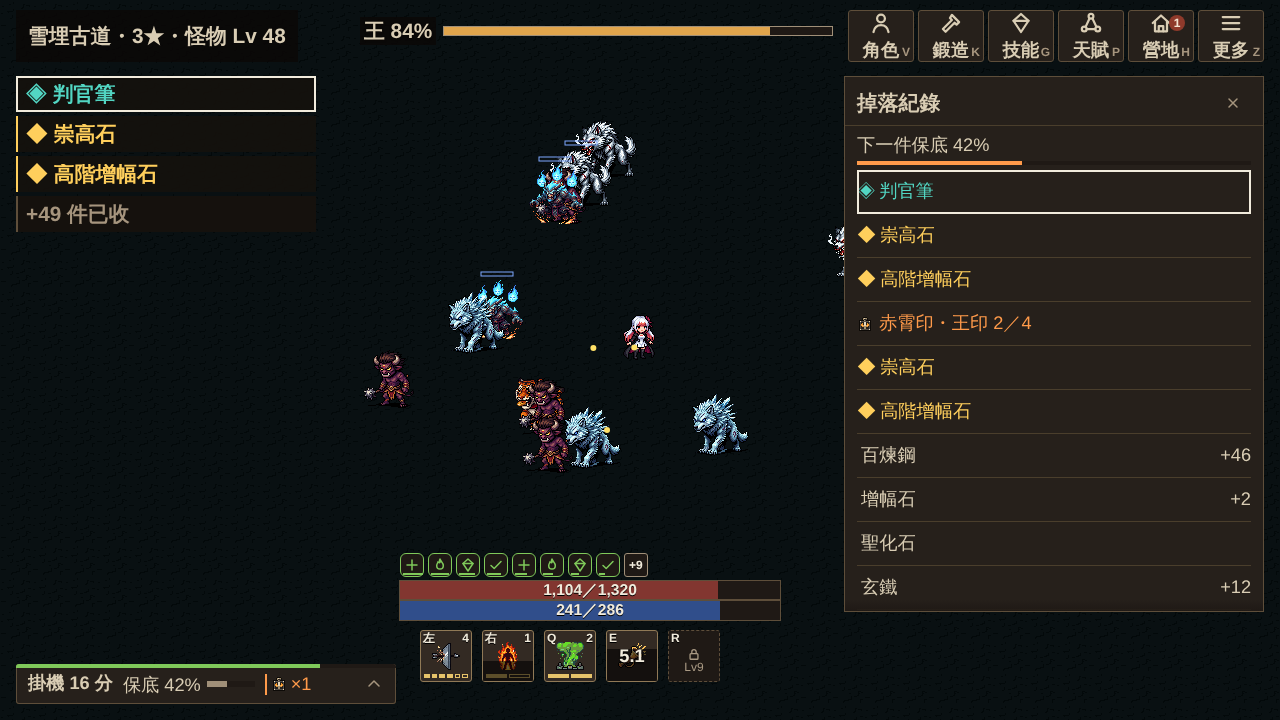 雪埋古道・3★・怪物 Lv 48
王 84%
角色 V
鍛造 K
技能 G
天賦 P
1
營地 H
更多 Z
◈ 判官筆
◆ 崇高石
◆ 高階增幅石
+49 件已收
掉落紀錄 ×
下一件保底 42%
◈ 判官筆
◆ 崇高石
◆ 高階增幅石
赤霄印・王印 2／4
◆ 崇高石
◆ 高階增幅石
百煉鋼 +46
增幅石 +2
聖化石
玄鐵 +12
+9
1,104／1,320
241／286
左 4
右 1
Q 2
E 5.1
R Lv9
掛機 16 分 保底 42% ×1